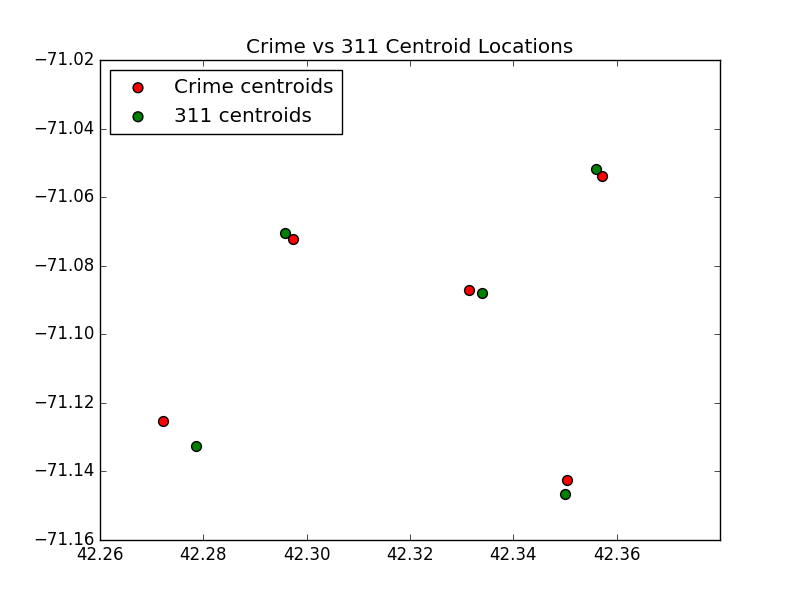 Crime vs 311 Centroid Locations
−71.02
Crime centroids
311 centroids
−71.04
−71.06
−71.08
−71.10
−71.12
−71.14
−71.16
42.26 42.28 42.30 42.32 42.34 42.36